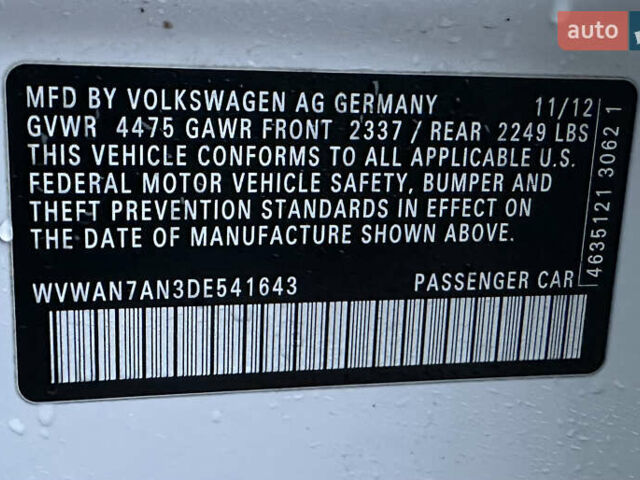 auto
MFD BY VOLKSWAGEN AG GERMANY 11/12
GVWR 4475 GAWR FRONT 2337 / REAR 2249 LBS
THIS VEHICLE CONFORMS TO ALL APPLICABLE U.S.
FEDERAL MOTOR VEHICLE SAFETY, BUMPER AND
THEFT PREVENTION STANDARDS IN EFFECT ON
THE DATE OF MANUFACTURE SHOWN ABOVE.
WVWAN7AN3DE541643 PASSENGER CAR
4635121 3062 1